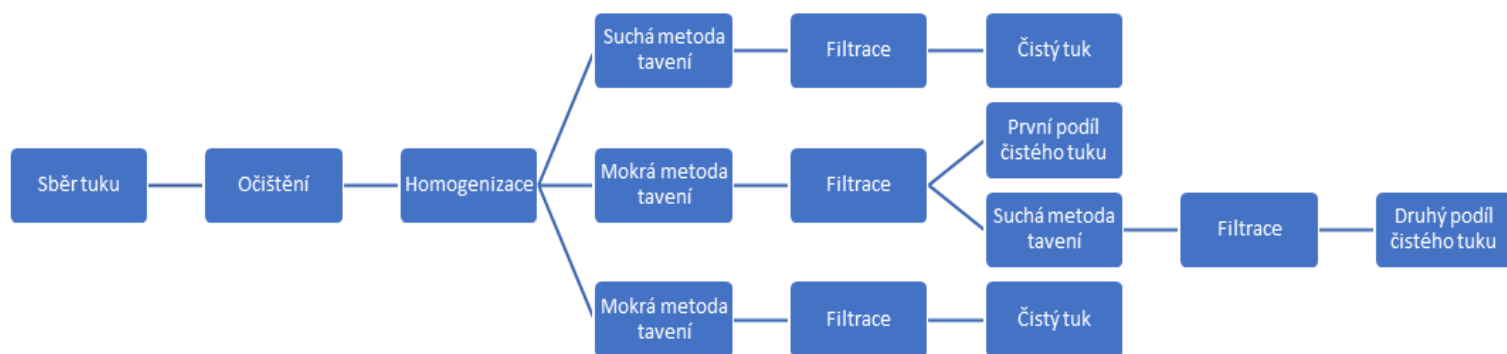 Suchá metoda
tavení
Filtrace
Čistý tuk
První podíl
čistého tuku
Sběr tuku
Očištění
Homogenizace
Mokrá metoda
tavení
Filtrace
Suchá metoda
tavení
Filtrace
Druhý podíl
čistého tuku
Mokrá metoda
tavení
Filtrace
Čistý tuk